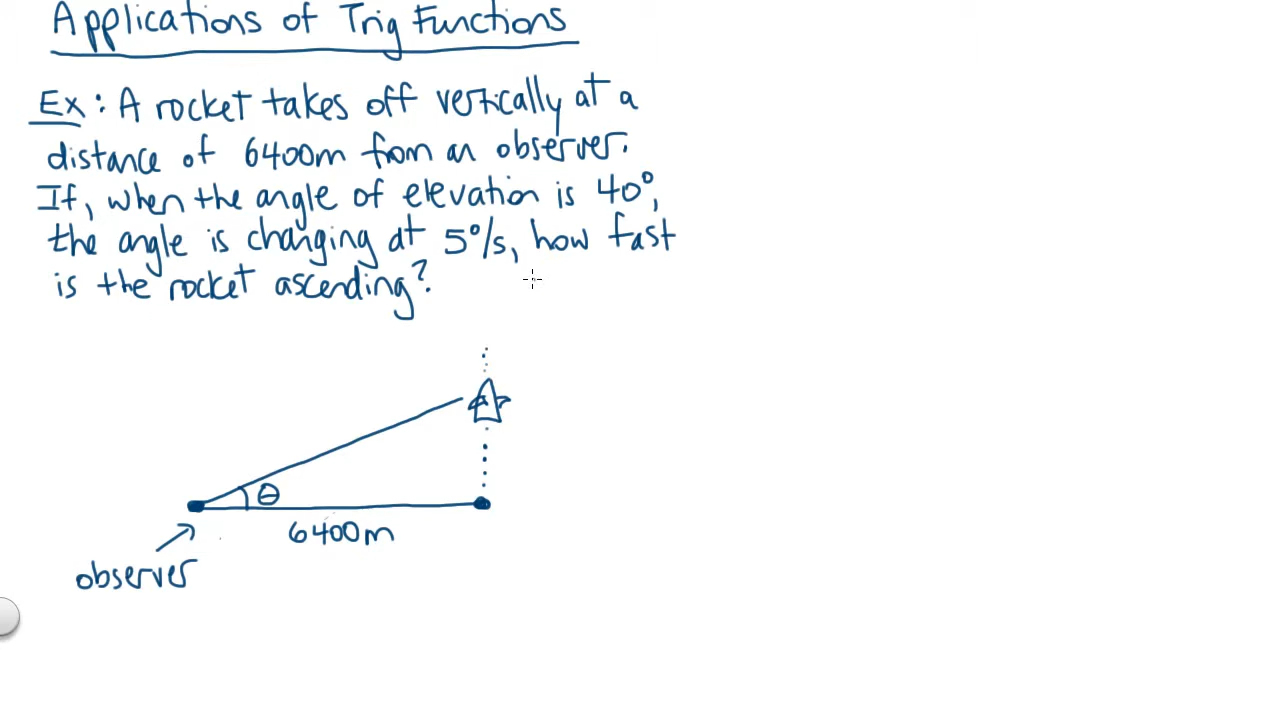 Applications of Trig Functions
Ex: A rocket takes off vertically at a
distance of 6400m from an observer.
If, when the angle of elevation is 40°,
the angle is changing at 5°/s, how fast
is the rocket ascending?
θ
6400m
observer